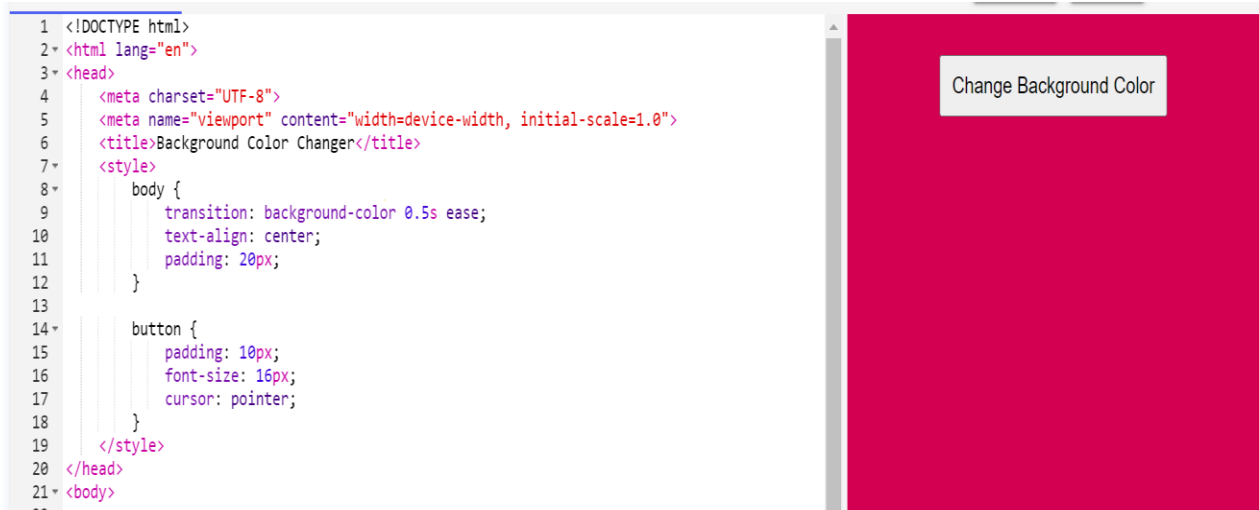 1 <!DOCTYPE html>
2 <html lang="en">
3 <head>
4 <meta charset="UTF-8">
5 <meta name="viewport" content="width=device-width, initial-scale=1.0">
6 <title>Background Color Changer</title>
7 <style>
8 body {
9 transition: background-color 0.5s ease;
10 text-align: center;
11 padding: 20px;
12 }
13
14 button {
15 padding: 10px;
16 font-size: 16px;
17 cursor: pointer;
18 }
19 </style>
20 </head>
21 <body>
Change Background Color